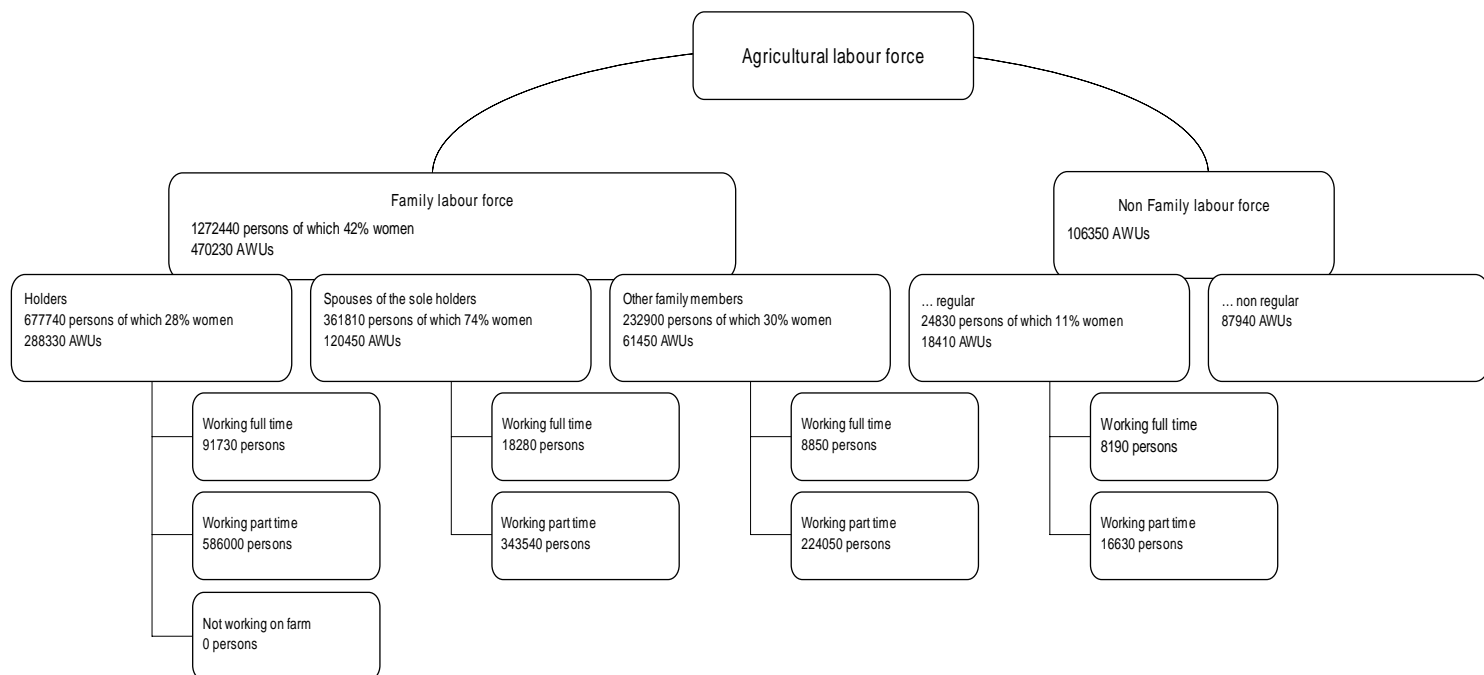 Agricultural labour force
Family labour force
1272440 persons of which 42% women
470230 AWUs
Non Family labour force
106350 AWUs
Holders
677740 persons of which 28% women
288330 AWUs
Spouses of the sole holders
361810 persons of which 74% women
120450 AWUs
Other family members
232900 persons of which 30% women
61450 AWUs
... regular
24830 persons of which 11% women
18410 AWUs
... non regular
87940 AWUs
Working full time
91730 persons
Working full time
18280 persons
Working full time
8850 persons
Working full time
8190 persons
Working part time
586000 persons
Working part time
343540 persons
Working part time
224050 persons
Working part time
16630 persons
Not working on farm
0 persons